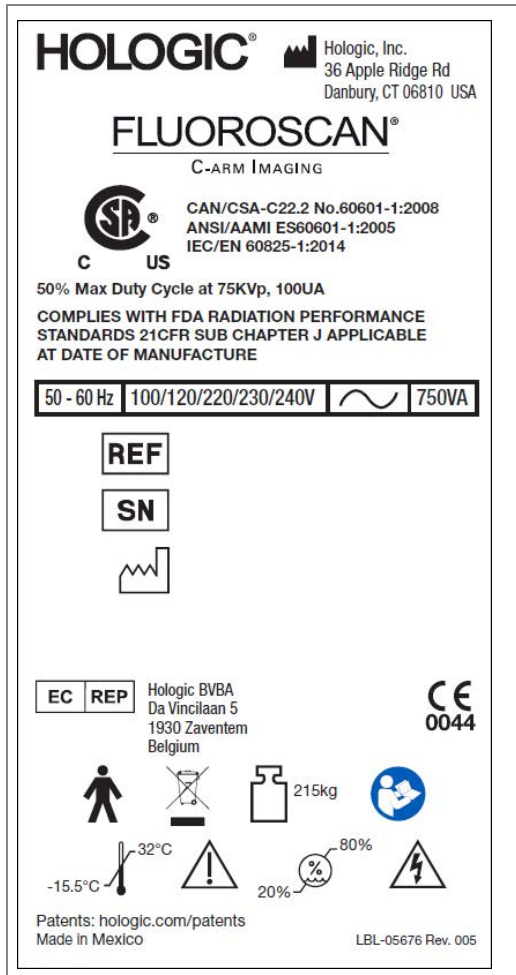 HOLOGIC®
Hologic, Inc.
36 Apple Ridge Rd
Danbury, CT 06810 USA
FLUOROSCAN®
C-ARM IMAGING
CSA ®
C US
CAN/CSA-C22.2 No.60601-1:2008
ANSI/AAMI ES60601-1:2005
IEC/EN 60825-1:2014
50% Max Duty Cycle at 75KVp, 100UA
COMPLIES WITH FDA RADIATION PERFORMANCE
STANDARDS 21CFR SUB CHAPTER J APPLICABLE
AT DATE OF MANUFACTURE
50 - 60 Hz 100/120/220/230/240V 750VA
REF
SN
EC REP
Hologic BVBA
Da Vincilaan 5
1930 Zaventem
Belgium
CE
0044
215kg
32°C
-15.5°C
80%
%
20%
Patents: hologic.com/patents
Made in Mexico
LBL-05676 Rev. 005